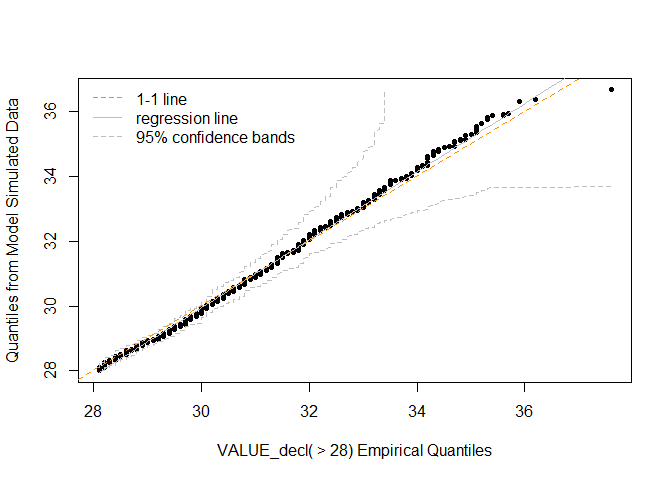 1-1 line
regression line
95% confidence bands
Quantiles from Model Simulated Data
36
34
32
30
28
28 30 32 34 36
VALUE_decl( > 28) Empirical Quantiles